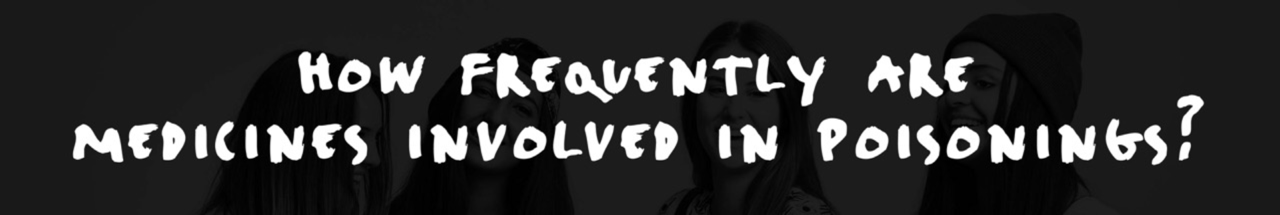 HOW FREQUENTLY ARE
MEDICINES INVOLVED IN POISONINGS?